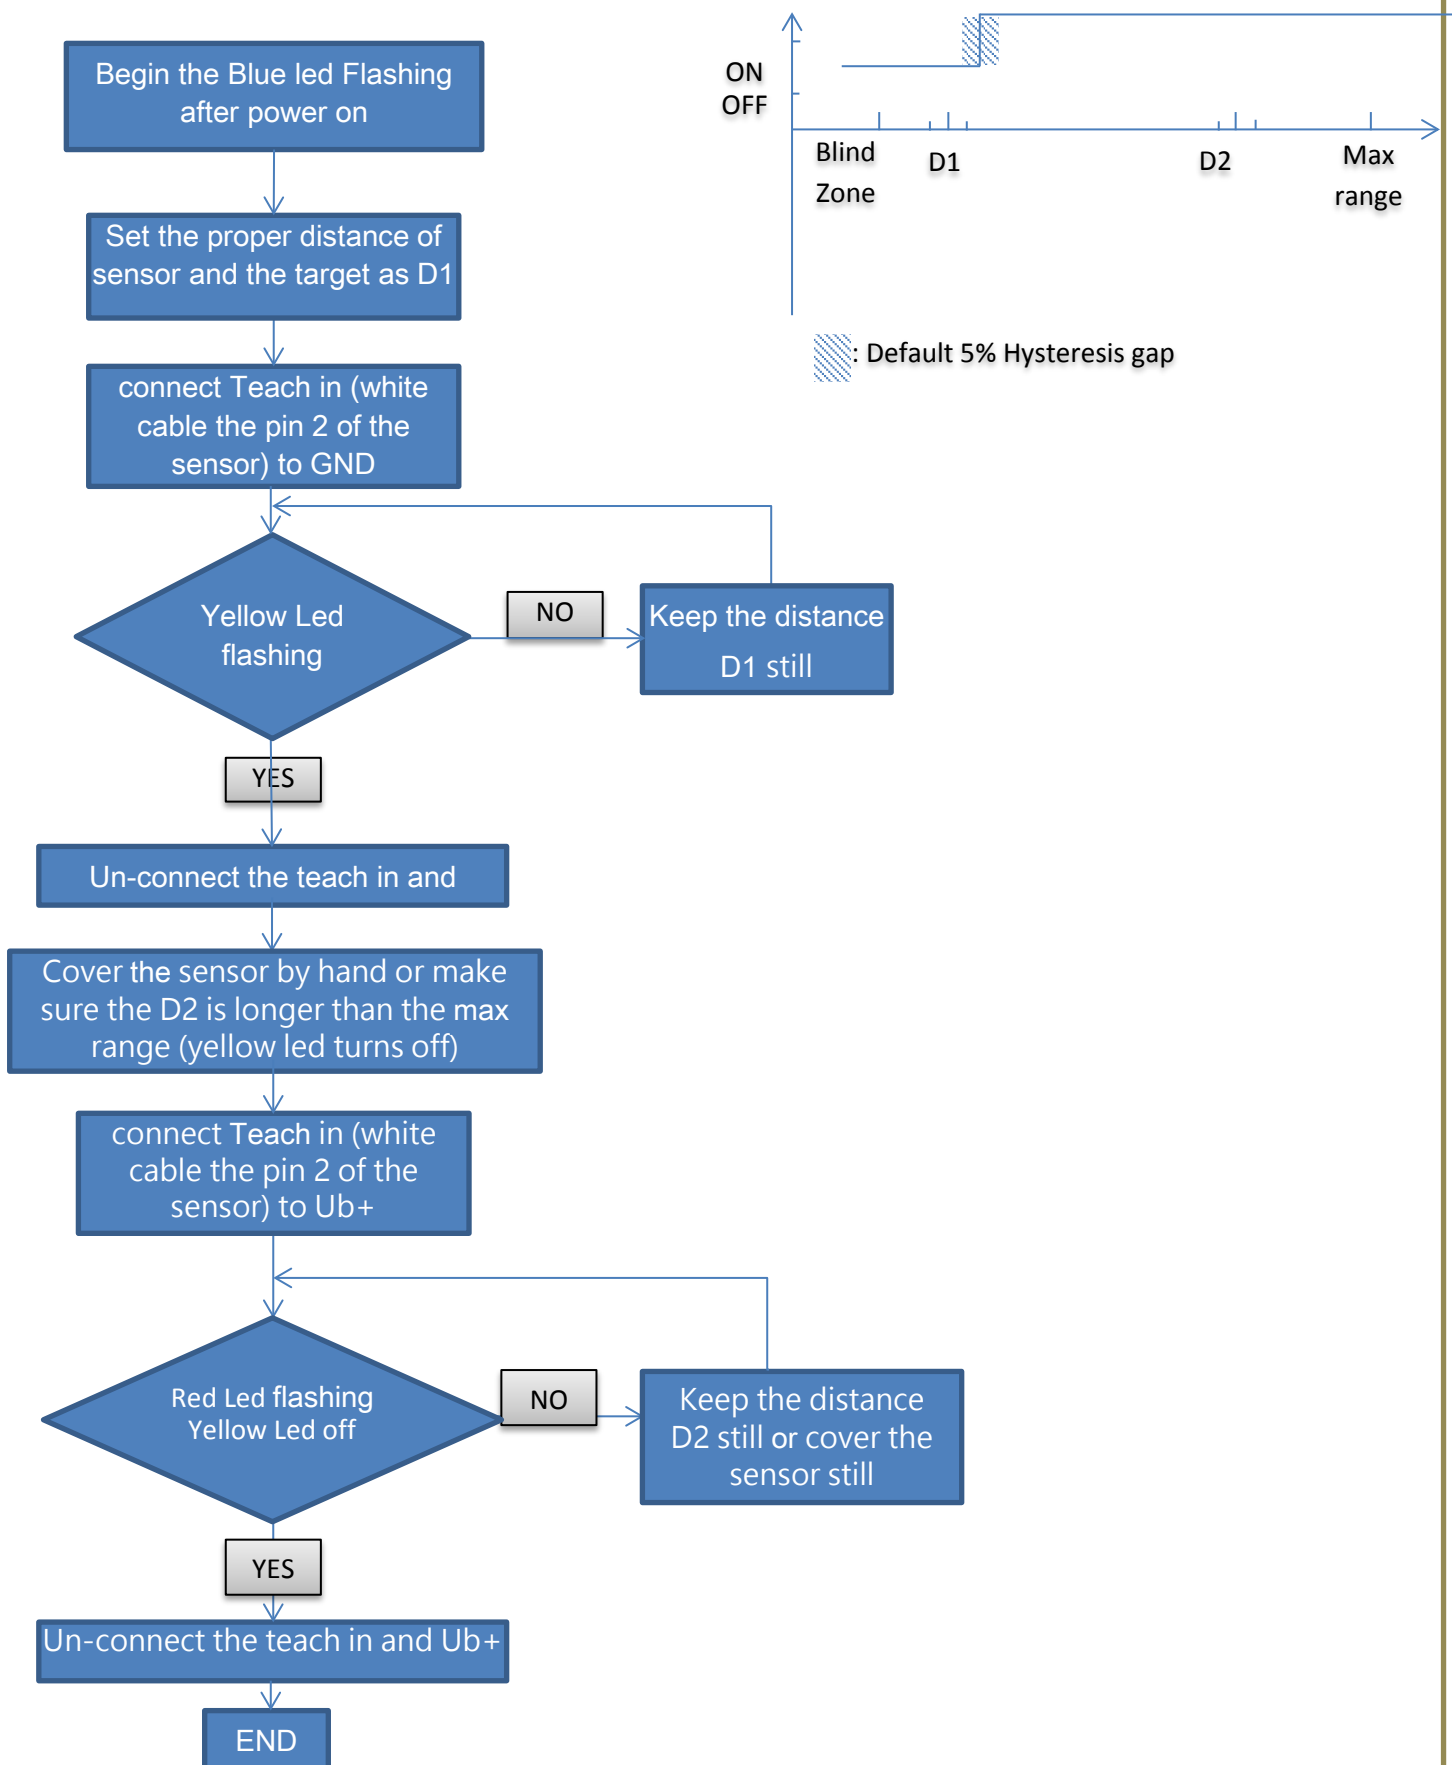 Begin the Blue led Flashing
after power on
Set the proper distance of
sensor and the target as D1
connect Teach in (white
cable the pin 2 of the
sensor) to GND
Yellow Led
flashing
NO
Keep the distance
D1 still
YES
Un-connect the teach in and
Cover the sensor by hand or make
sure the D2 is longer than the max
range (yellow led turns off)
connect Teach in (white
cable the pin 2 of the
sensor) to Ub+
Red Led flashing
Yellow Led off
NO
Keep the distance
D2 still or cover the
sensor still
YES
Un-connect the teach in and Ub+
END
ON
OFF
Blind
Zone
D1
D2
Max
range
: Default 5% Hysteresis gap